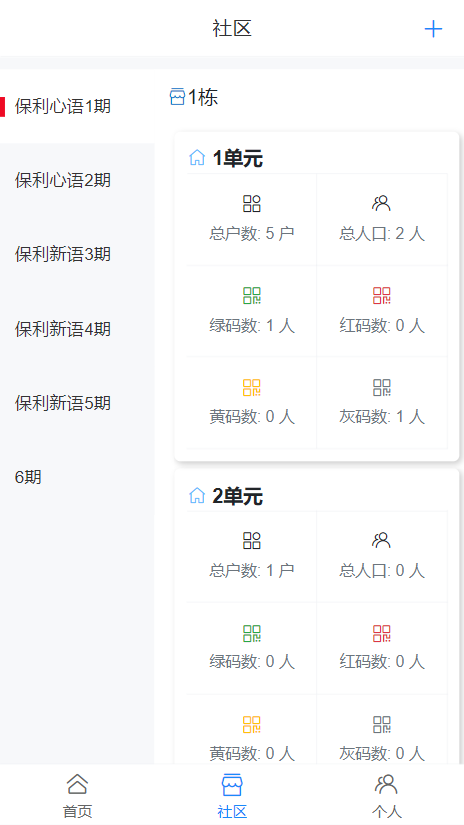 社区
保利心语1期
保利心语2期
保利新语3期
保利新语4期
保利新语5期
6期
1栋
1单元
总户数: 5 户
总人口: 2 人
绿码数: 1 人
红码数: 0 人
黄码数: 0 人
灰码数: 1 人
2单元
总户数: 1 户
总人口: 0 人
绿码数: 0 人
红码数: 0 人
黄码数: 0 人
灰码数: 0 人
首页
社区
个人